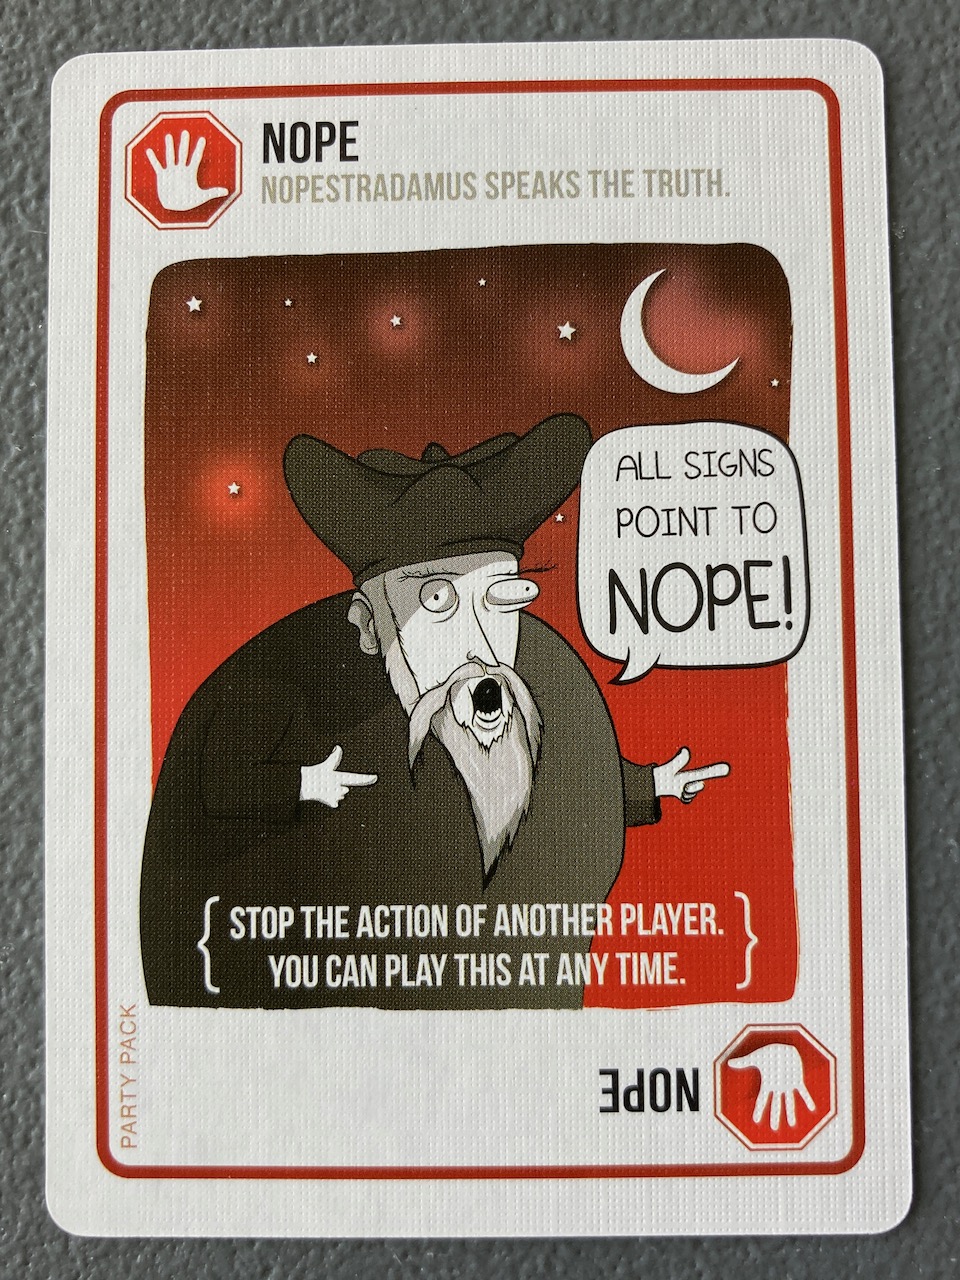 NOPE
NOPESTRADAMUS SPEAKS THE TRUTH.
ALL SIGNS
POINT TO
NOPE!
{ STOP THE ACTION OF ANOTHER PLAYER.
YOU CAN PLAY THIS AT ANY TIME. }
PARTY PACK
NOPE